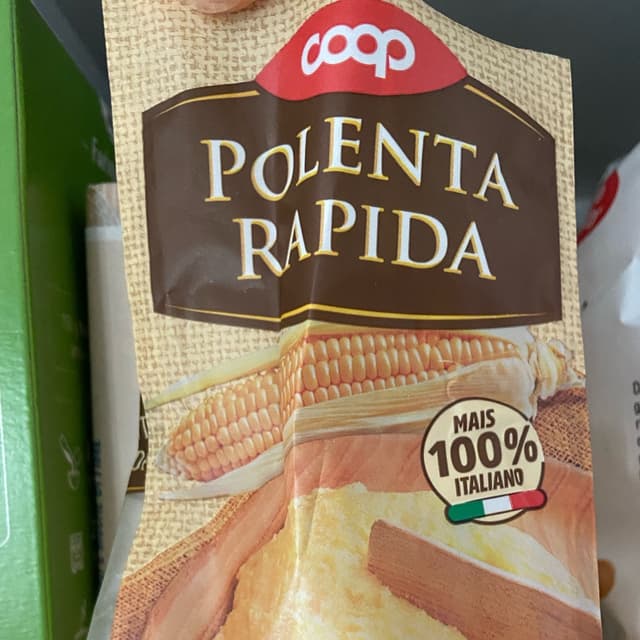 coop
POLENTA
RAPIDA
MAIS
100%
ITALIANO